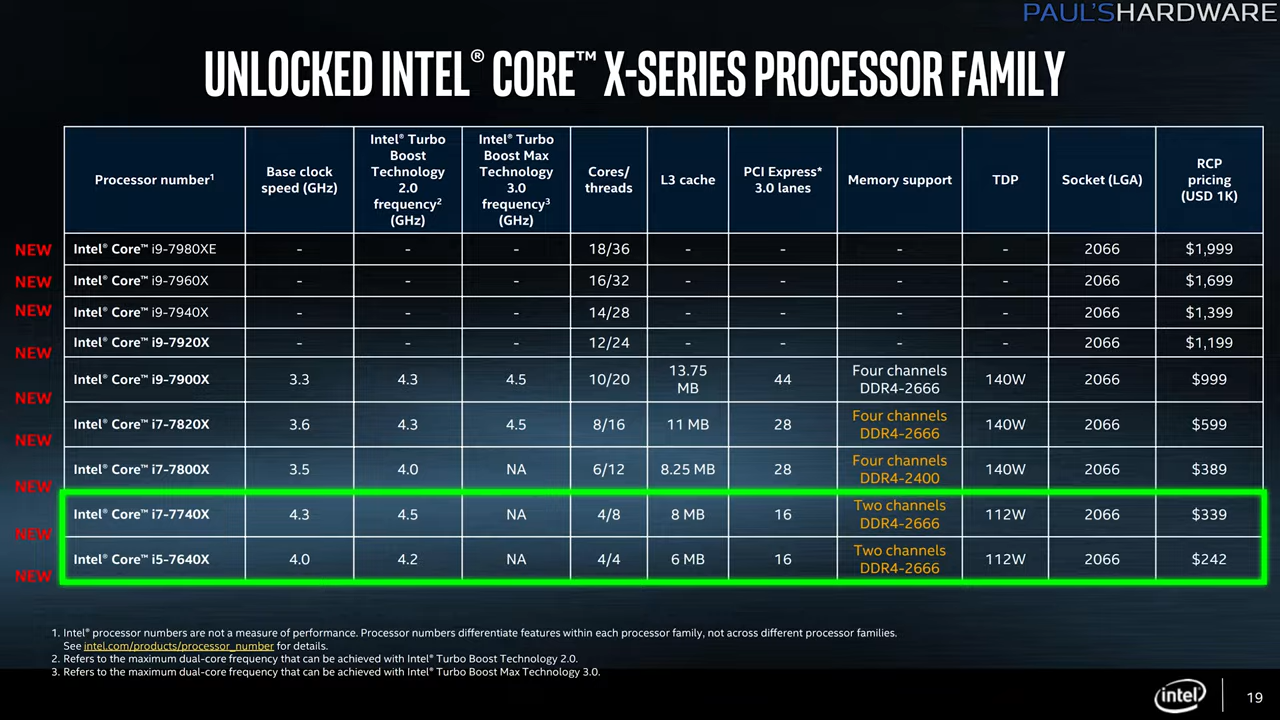 PAUL'SHARDWARE
UNLOCKED INTEL® CORE™ X-SERIES PROCESSOR FAMILY
Processor number¹
Base clock
speed (GHz)
Intel® Turbo
Boost
Technology
2.0
frequency²
(GHz)
Intel® Turbo
Boost Max
Technology
3.0
frequency³
(GHz)
Cores/
threads
L3 cache
PCI Express*
3.0 lanes
Memory support
TDP
Socket (LGA)
RCP
pricing
(USD 1K)
NEW Intel® Core™ i9-7980XE - - - 18/36 - - - - 2066 $1,999
NEW Intel® Core™ i9-7960X - - - 16/32 - - - - 2066 $1,699
NEW Intel® Core™ i9-7940X - - - 14/28 - - - - 2066 $1,399
NEW Intel® Core™ i9-7920X - - - 12/24 - - - - 2066 $1,199
NEW Intel® Core™ i9-7900X 3.3 4.3 4.5 10/20 13.75 MB 44 Four channels DDR4-2666 140W 2066 $999
NEW Intel® Core™ i7-7820X 3.6 4.3 4.5 8/16 11 MB 28 Four channels DDR4-2666 140W 2066 $599
NEW Intel® Core™ i7-7800X 3.5 4.0 NA 6/12 8.25 MB 28 Four channels DDR4-2400 140W 2066 $389
NEW Intel® Core™ i7-7740X 4.3 4.5 NA 4/8 8 MB 16 Two channels DDR4-2666 112W 2066 $339
NEW Intel® Core™ i5-7640X 4.0 4.2 NA 4/4 6 MB 16 Two channels DDR4-2666 112W 2066 $242
1. Intel® processor numbers are not a measure of performance. Processor numbers differentiate features within each processor family, not across different processor families.
See intel.com/products/processor_number for details.
2. Refers to the maximum dual-core frequency that can be achieved with Intel® Turbo Boost Technology 2.0.
3. Refers to the maximum dual-core frequency that can be achieved with Intel® Turbo Boost Max Technology 3.0.
intel
19